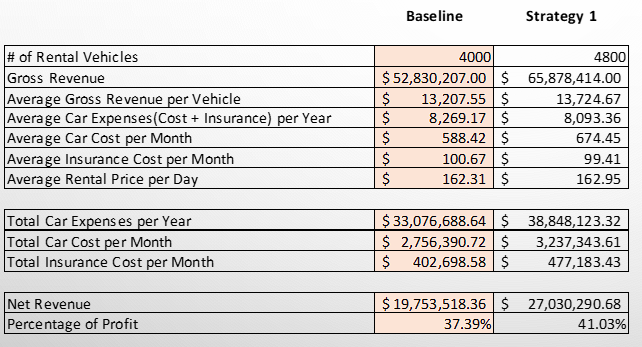 Baseline Strategy 1
# of Rental Vehicles 4000 4800
Gross Revenue $ 52,830,207.00 $ 65,878,414.00
Average Gross Revenue per Vehicle $ 13,207.55 $ 13,724.67
Average Car Expenses(Cost + Insurance) per Year $ 8,269.17 $ 8,093.36
Average Car Cost per Month $ 588.42 $ 674.45
Average Insurance Cost per Month $ 100.67 $ 99.41
Average Rental Price per Day $ 162.31 $ 162.95
Total Car Expenses per Year $ 33,076,688.64 $ 38,848,123.32
Total Car Cost per Month $ 2,756,390.72 $ 3,237,343.61
Total Insurance Cost per Month $ 402,698.58 $ 477,183.43
Net Revenue $ 19,753,518.36 $ 27,030,290.68
Percentage of Profit 37.39% 41.03%